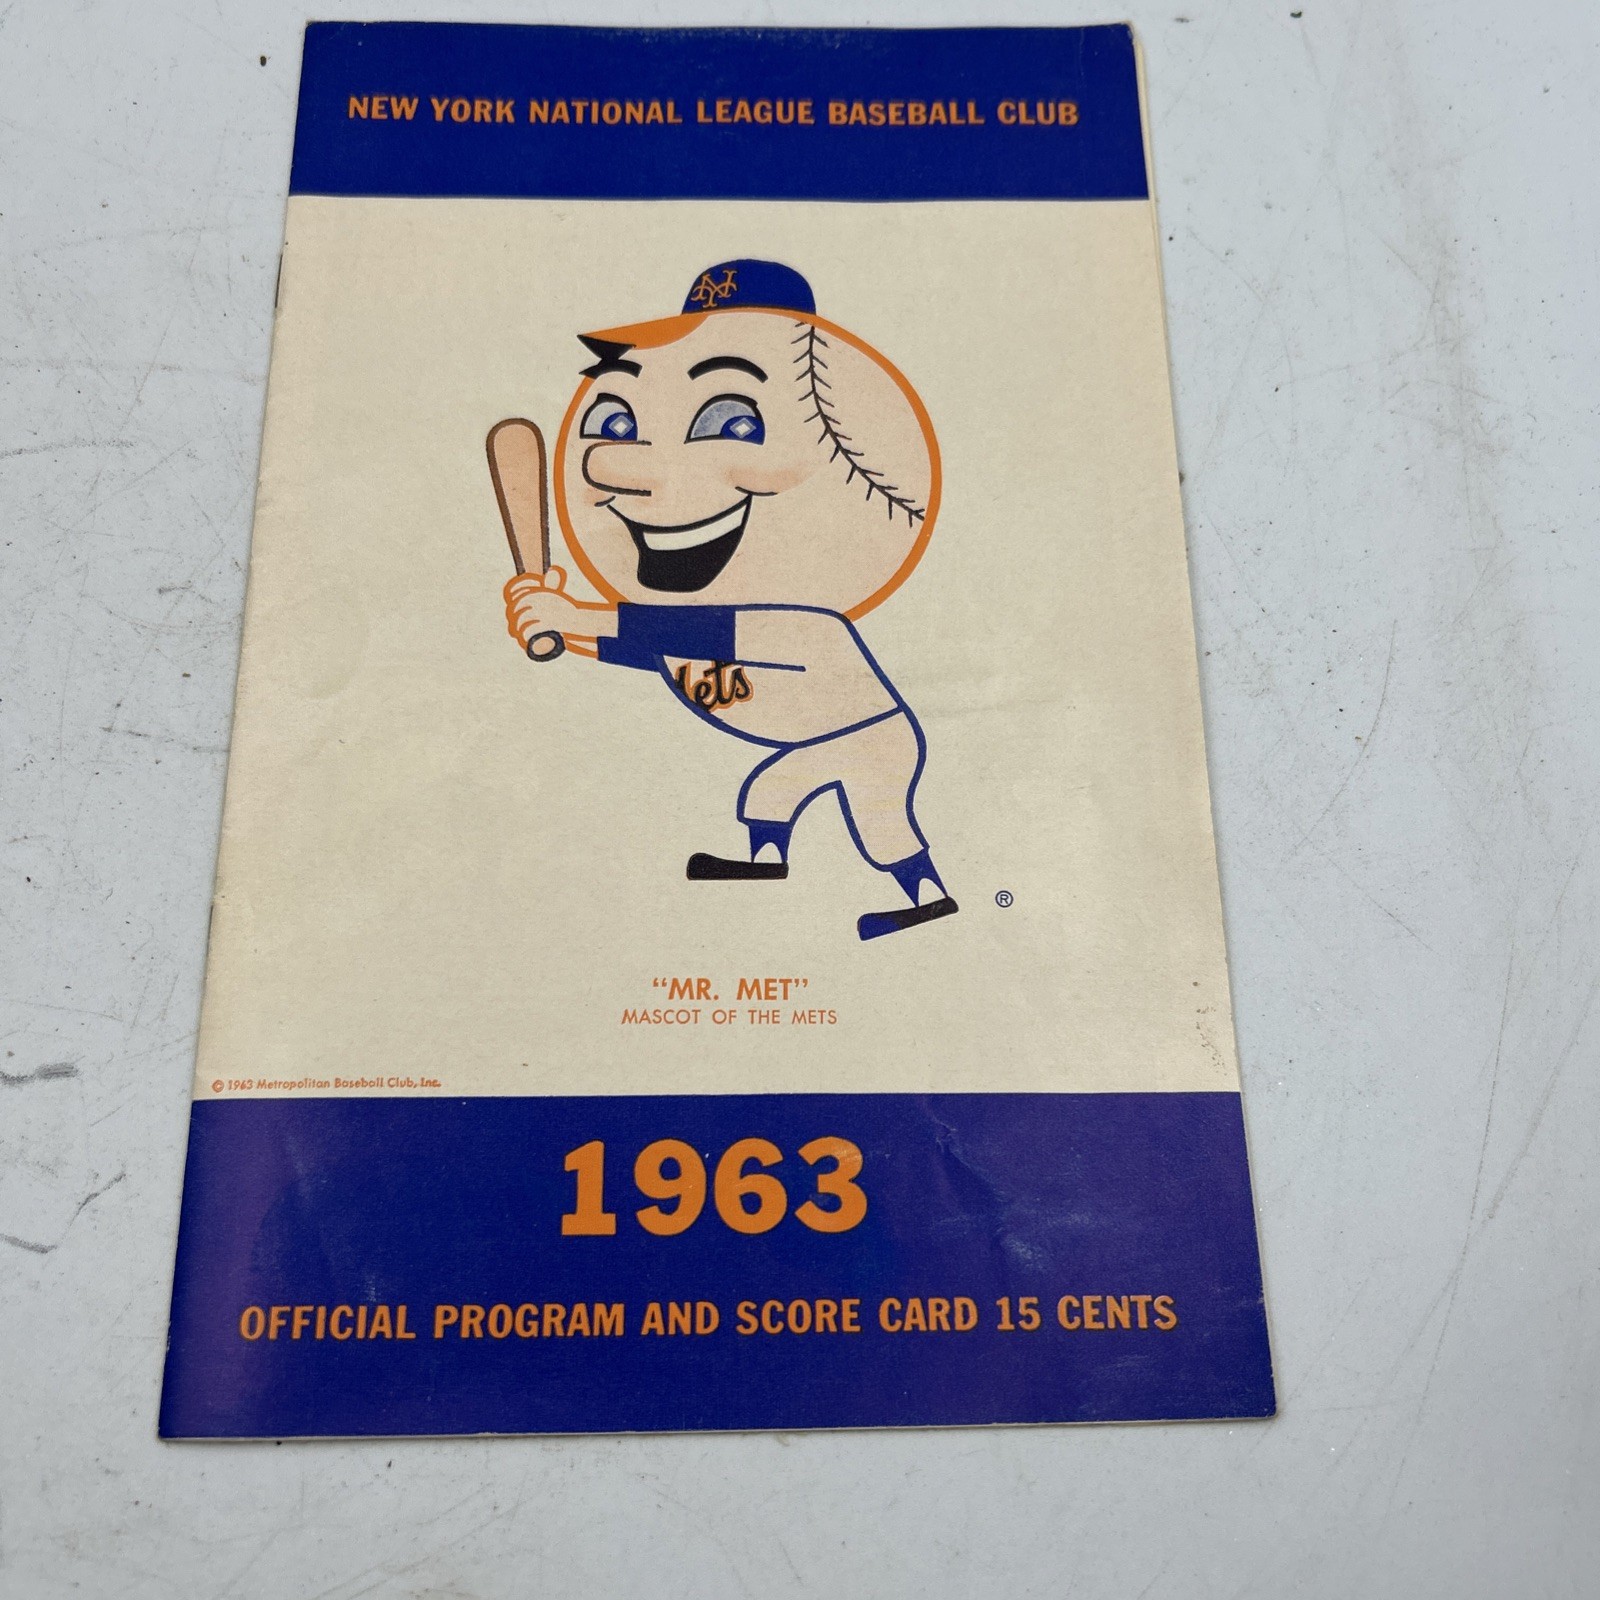 NEW YORK NATIONAL LEAGUE BASEBALL CLUB
NY
ets
®
“MR. MET”
MASCOT OF THE METS
© 1963 Metropolitan Baseball Club, Inc.
1963
OFFICIAL PROGRAM AND SCORE CARD 15 CENTS